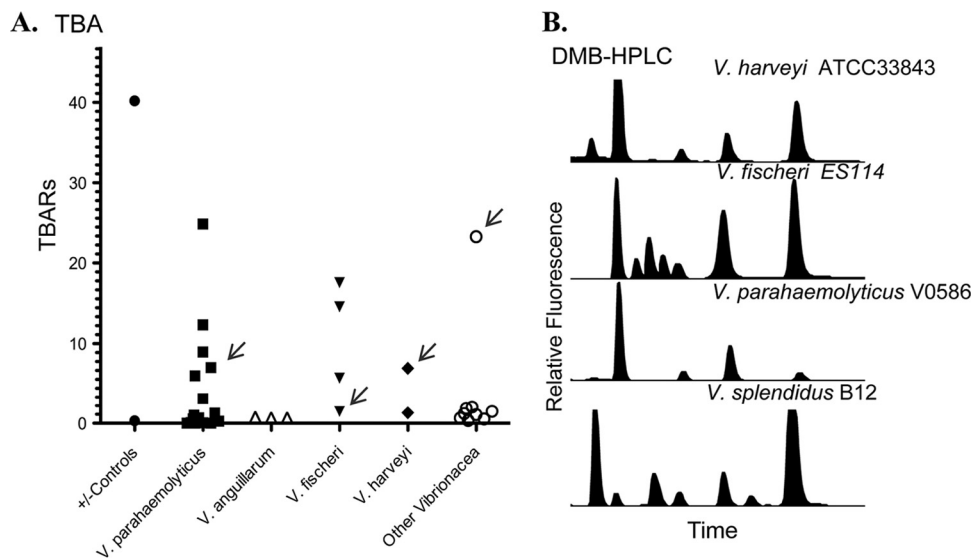 A. TBA
TBARs
40
30
20
10
0
+/-Controls
V. parahaemolyticus
V. anguillarum
V. fischeri
V. harveyi
Other Vibrionacea
B.
DMB-HPLC
V. harveyi ATCC33843
V. fischeri ES114
V. parahaemolyticus V0586
V. splendidus B12
Relative Fluorescence
Time